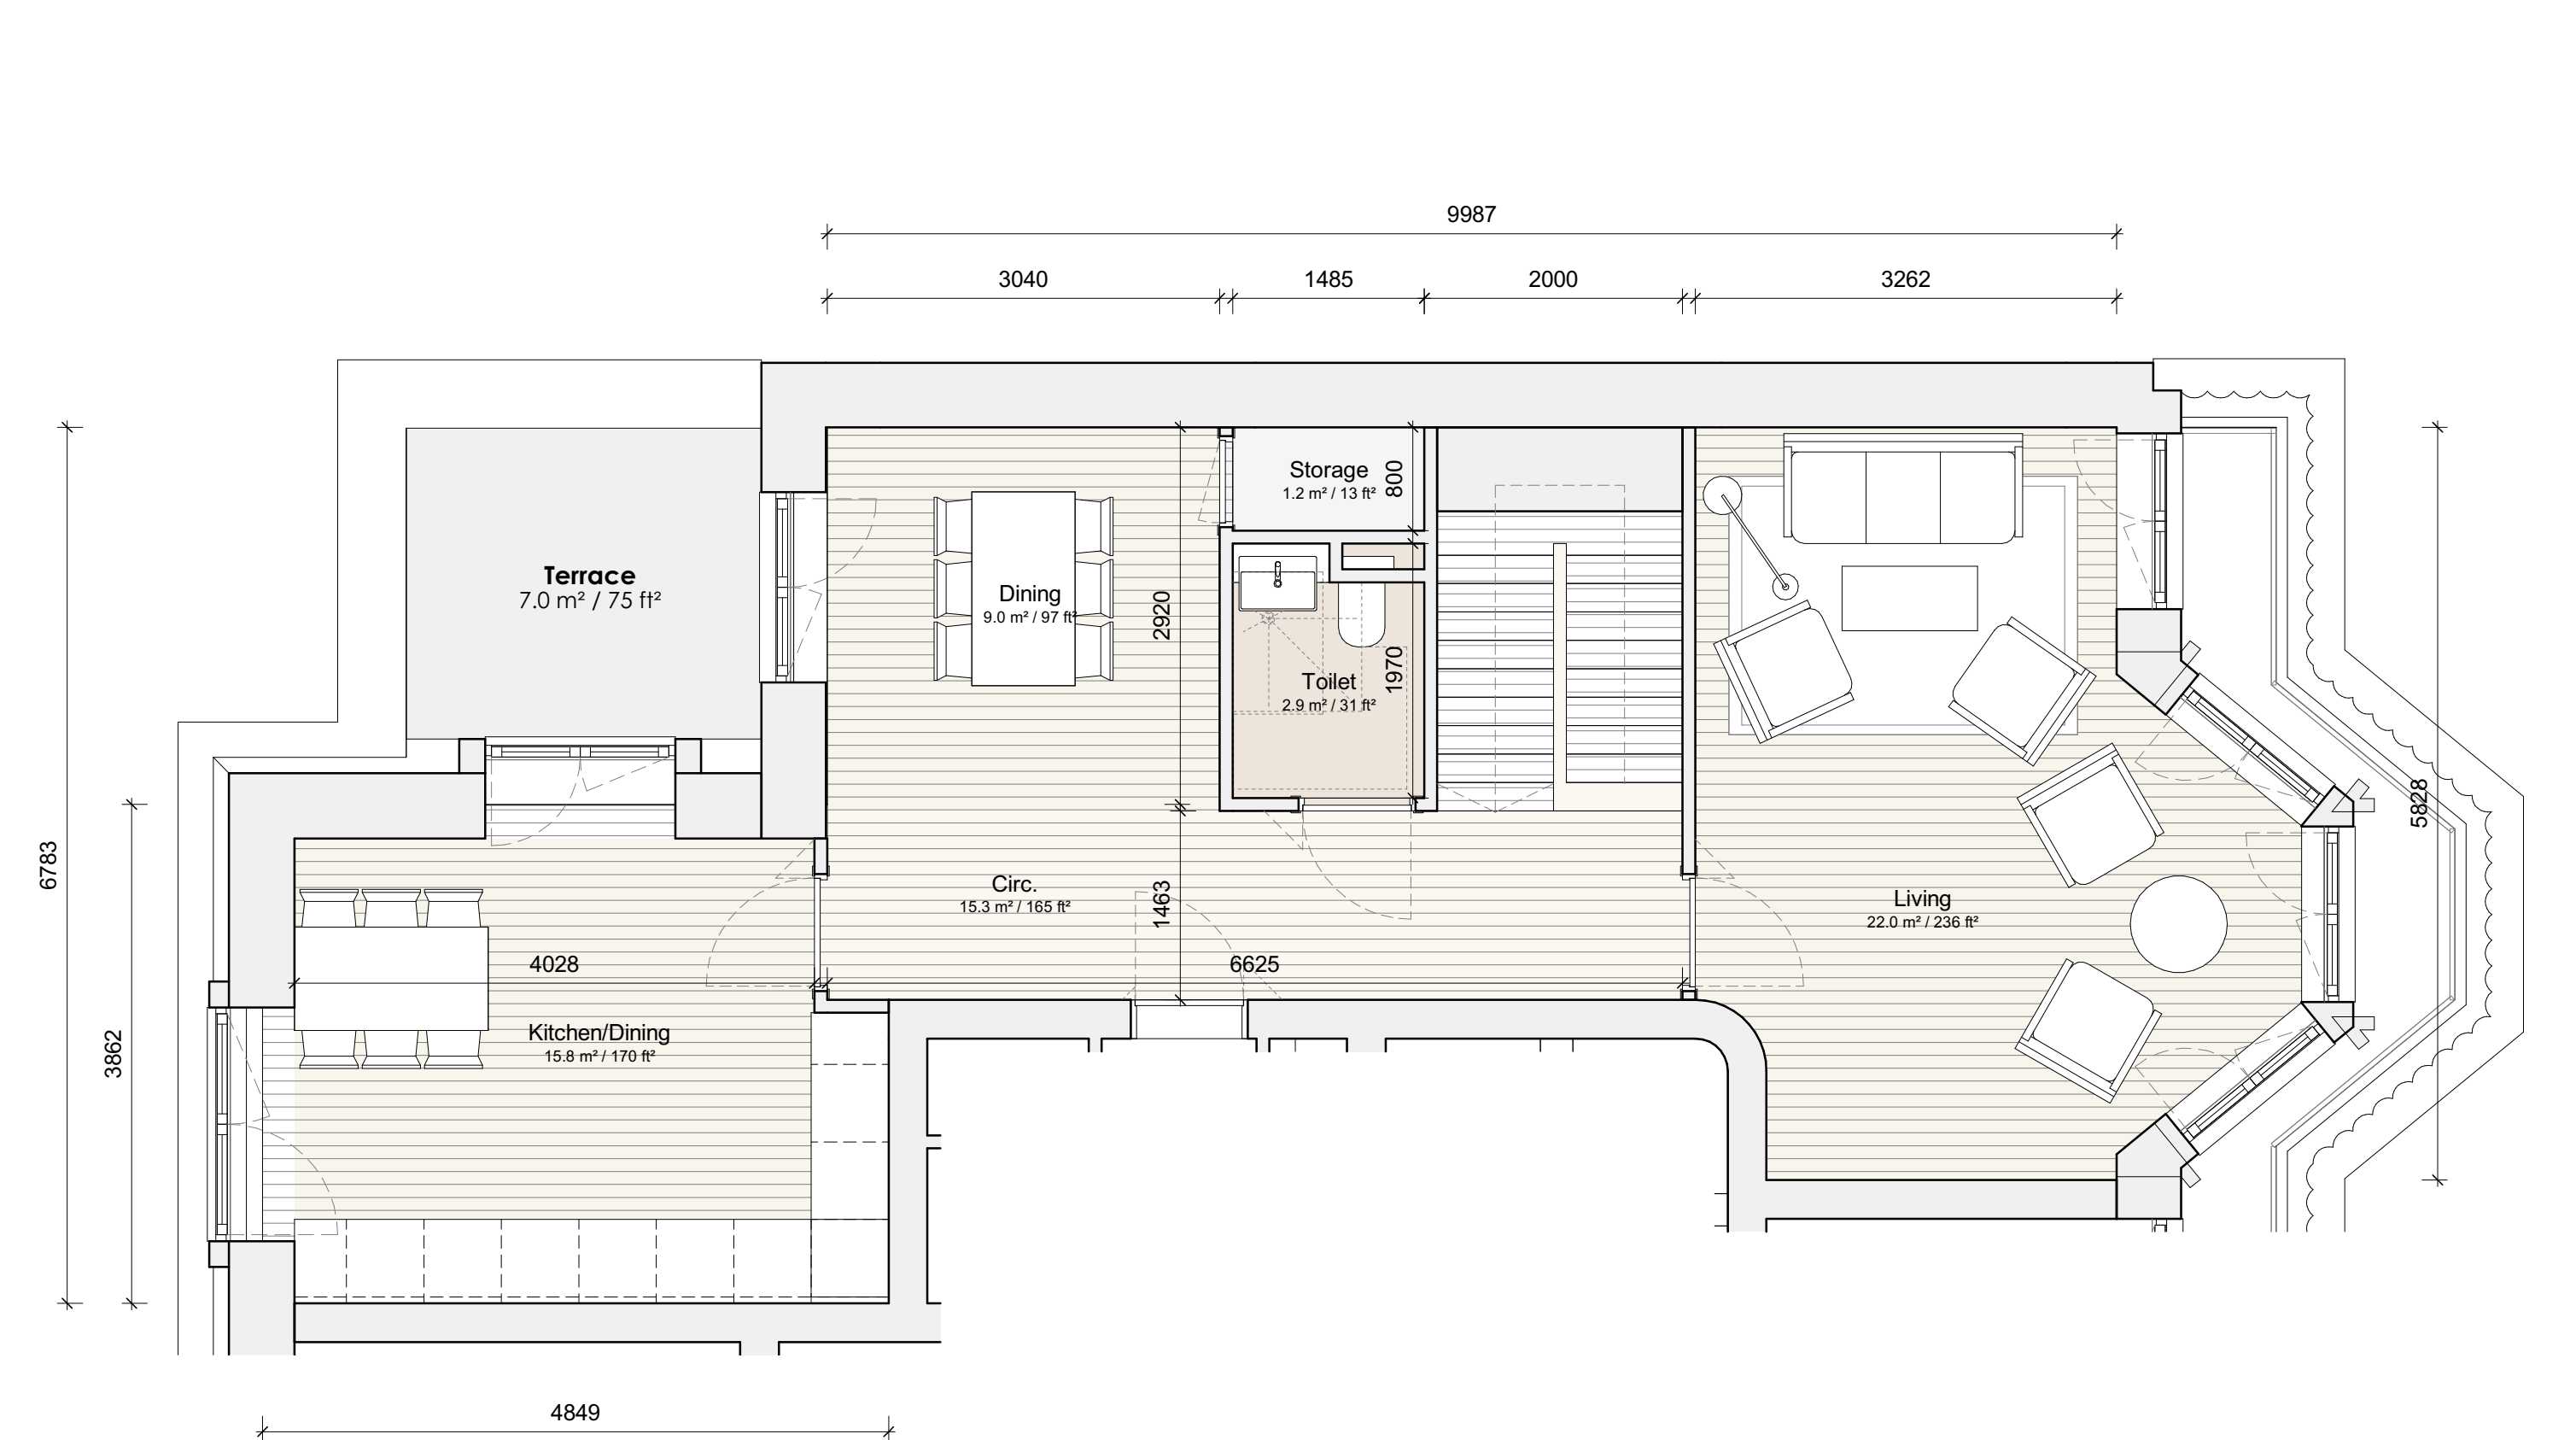 9987
3040
1485
2000
3262
Storage
1.2 m² / 13 ft²
800
Terrace
7.0 m² / 75 ft²
Dining
9.0 m² / 97 ft²
2920
Toilet
2.9 m² / 31 ft²
1970
5828
6783
Circ.
15.3 m² / 165 ft²
1463
Living
22.0 m² / 236 ft²
4028
6625
Kitchen/Dining
15.8 m² / 170 ft²
3862
4849